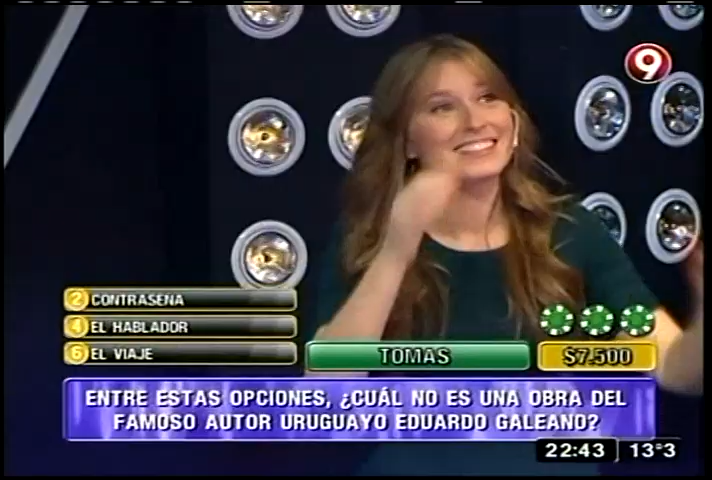 9
2 CONTRASEÑA
4 EL HABLADOR
6 EL VIAJE
TOMAS $7.500
ENTRE ESTAS OPCIONES, ¿CUÁL NO ES UNA OBRA DEL
FAMOSO AUTOR URUGUAYO EDUARDO GALEANO?
22:43 13°3